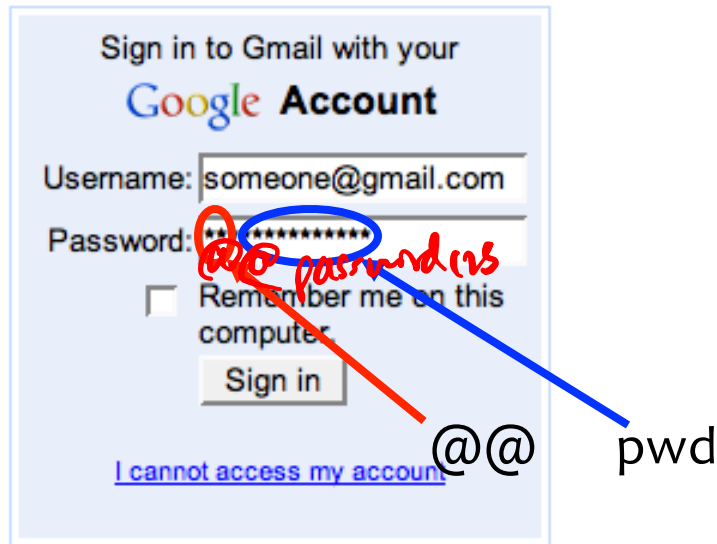 Sign in to Gmail with your
Google Account
Username: someone@gmail.com
Password: ***************
@@ password
Remember me on this
computer.
Sign in
@@ pwd
I cannot access my account